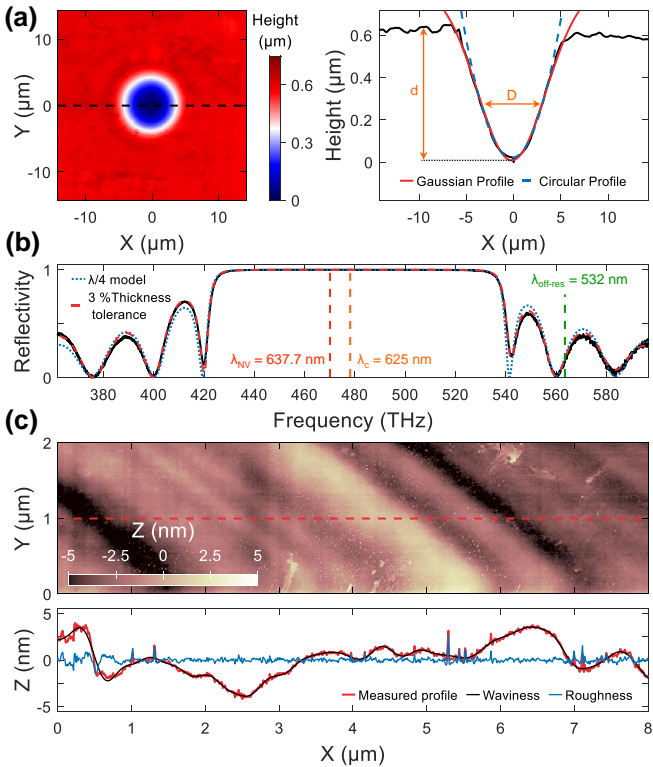 (a)
Height
(µm)
0.6
0.3
0
Y (µm)
10
0
-10
-10
0
10
X (µm)
Height (µm)
0.6
0.4
0.2
0
d
D
Gaussian Profile
Circular Profile
-10
-5
0
5
10
X (µm)
(b)
Reflectivity
1
0
λ/4 model
3 %Thickness
tolerance
λNV = 637.7 nm
λc = 625 nm
λoff-res = 532 nm
380
400
420
440
460
480
500
520
540
560
580
Frequency (THz)
(c)
Y (µm)
2
1
0
Z (nm)
-5
-2.5
0
2.5
5
Z (nm)
5
0
-5
Measured profile
Waviness
Roughness
0
1
2
3
4
5
6
7
8
X (µm)